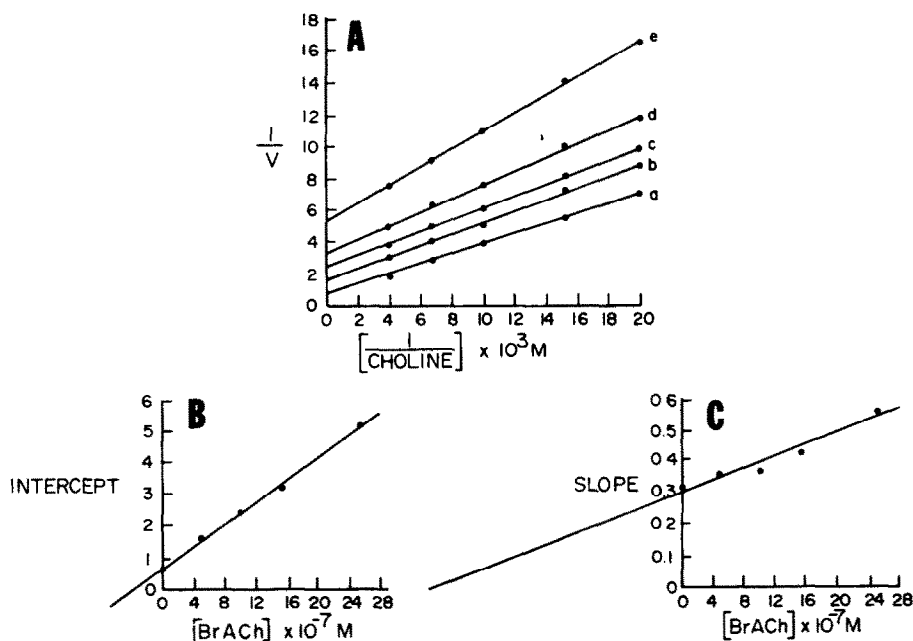 A
1
V
18
16
14
12
10
8
6
4
2
0
e
d
c
b
a
0 2 4 6 8 10 12 14 16 18 20
[1/CHOLINE] x 10³ M
B
INTERCEPT
6
5
4
3
2
1
0
0 4 8 12 16 20 24 28
[BrACh] x 10⁻⁷ M
C
SLOPE
0 6
0.5
0 4
0.3
0 2
0.1
0
0 4 8 12 16 20 24 28
[BrACh] x 10⁻⁷ M